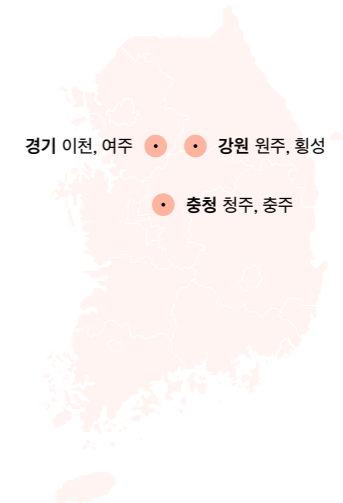 경기 이천, 여주
강원 원주, 횡성
충청 청주, 충주